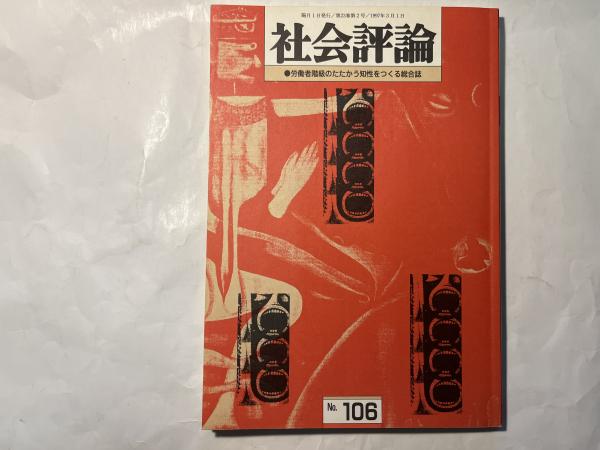 隔月1日発行/第23巻第2号/1997年3月1日
社会評論
●労働者階級のたたかう知性をつくる総合誌
No. 106